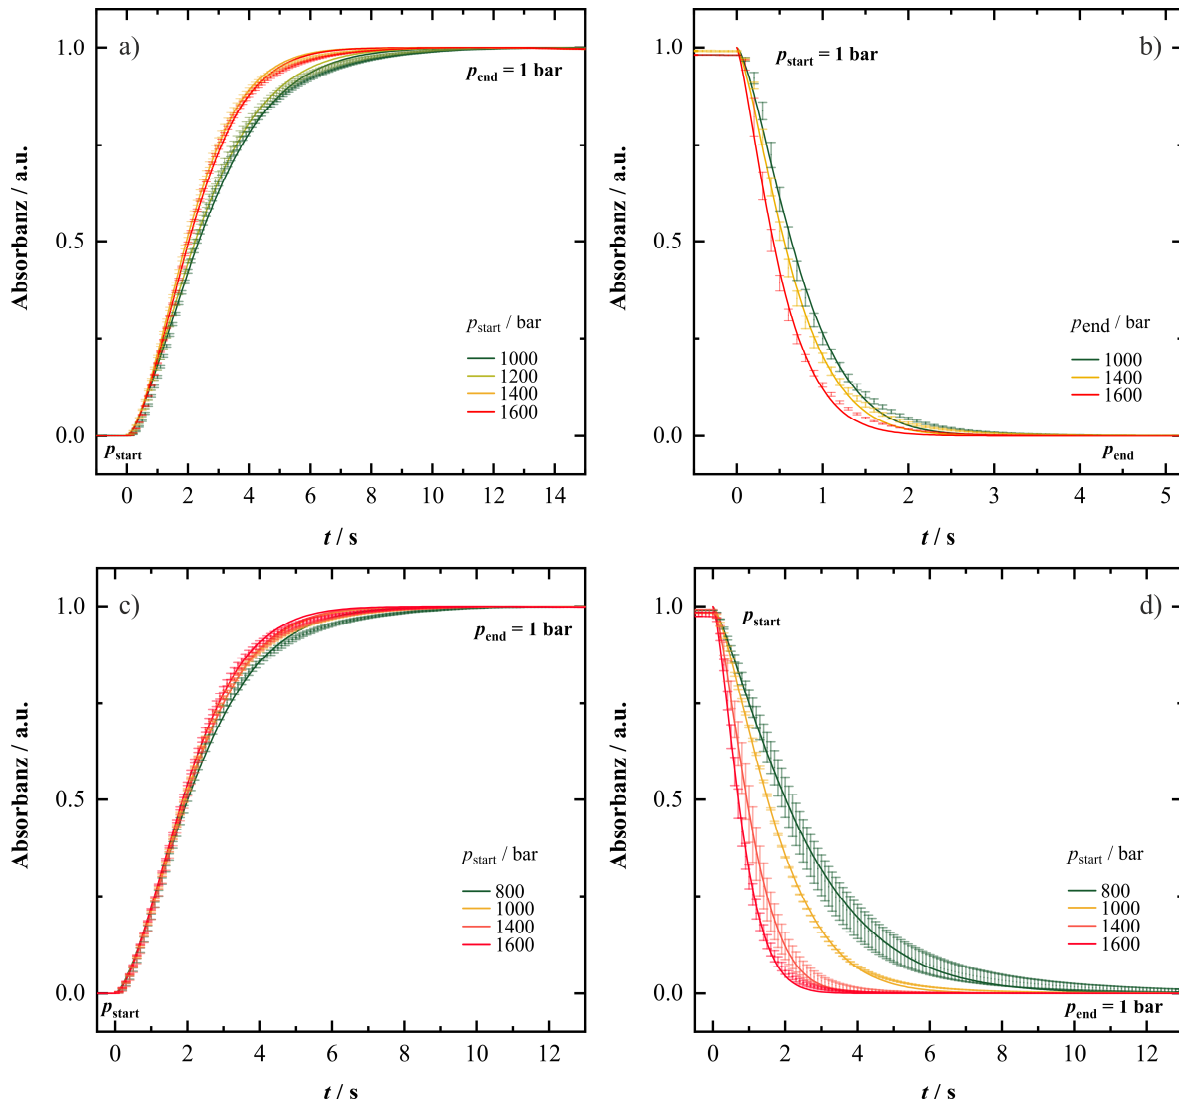 a)
p_end = 1 bar
Absorbanz / a.u.
1.0
0.5
0.0
p_start / bar
1000
1200
1400
1600
p_start
0 2 4 6 8 10 12 14
t / s
b)
p_start = 1 bar
Absorbanz / a.u.
1.0
0.5
0.0
pend / bar
1000
1400
1600
p_end
0 1 2 3 4 5
t / s
c)
p_end = 1 bar
Absorbanz / a.u.
1.0
0.5
0.0
p_start / bar
800
1000
1400
1600
p_start
0 2 4 6 8 10 12
t / s
d)
p_start
Absorbanz / a.u.
1.0
0.5
0.0
p_start / bar
800
1000
1400
1600
p_end = 1 bar
0 2 4 6 8 10 12
t / s